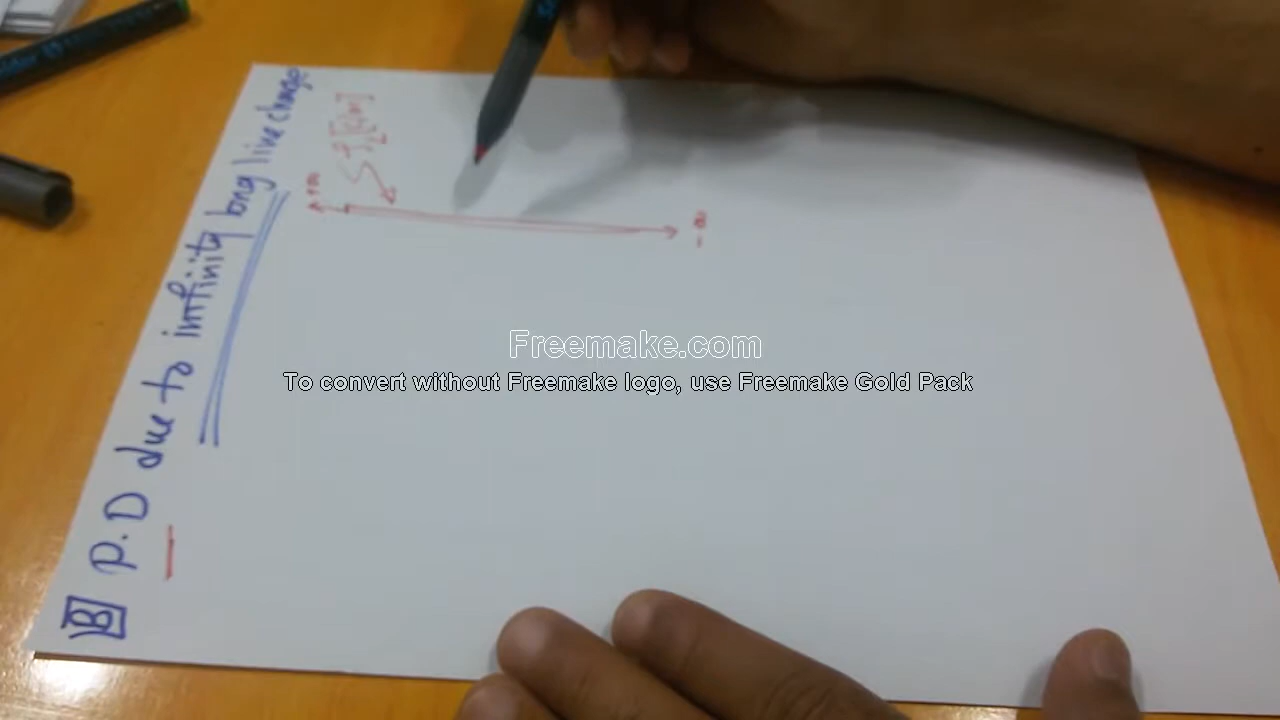 B P.D due to infinity long line charge
+∞
ρ [c/m]
-∞
Freemake.com
To convert without Freemake logo, use Freemake Gold Pack